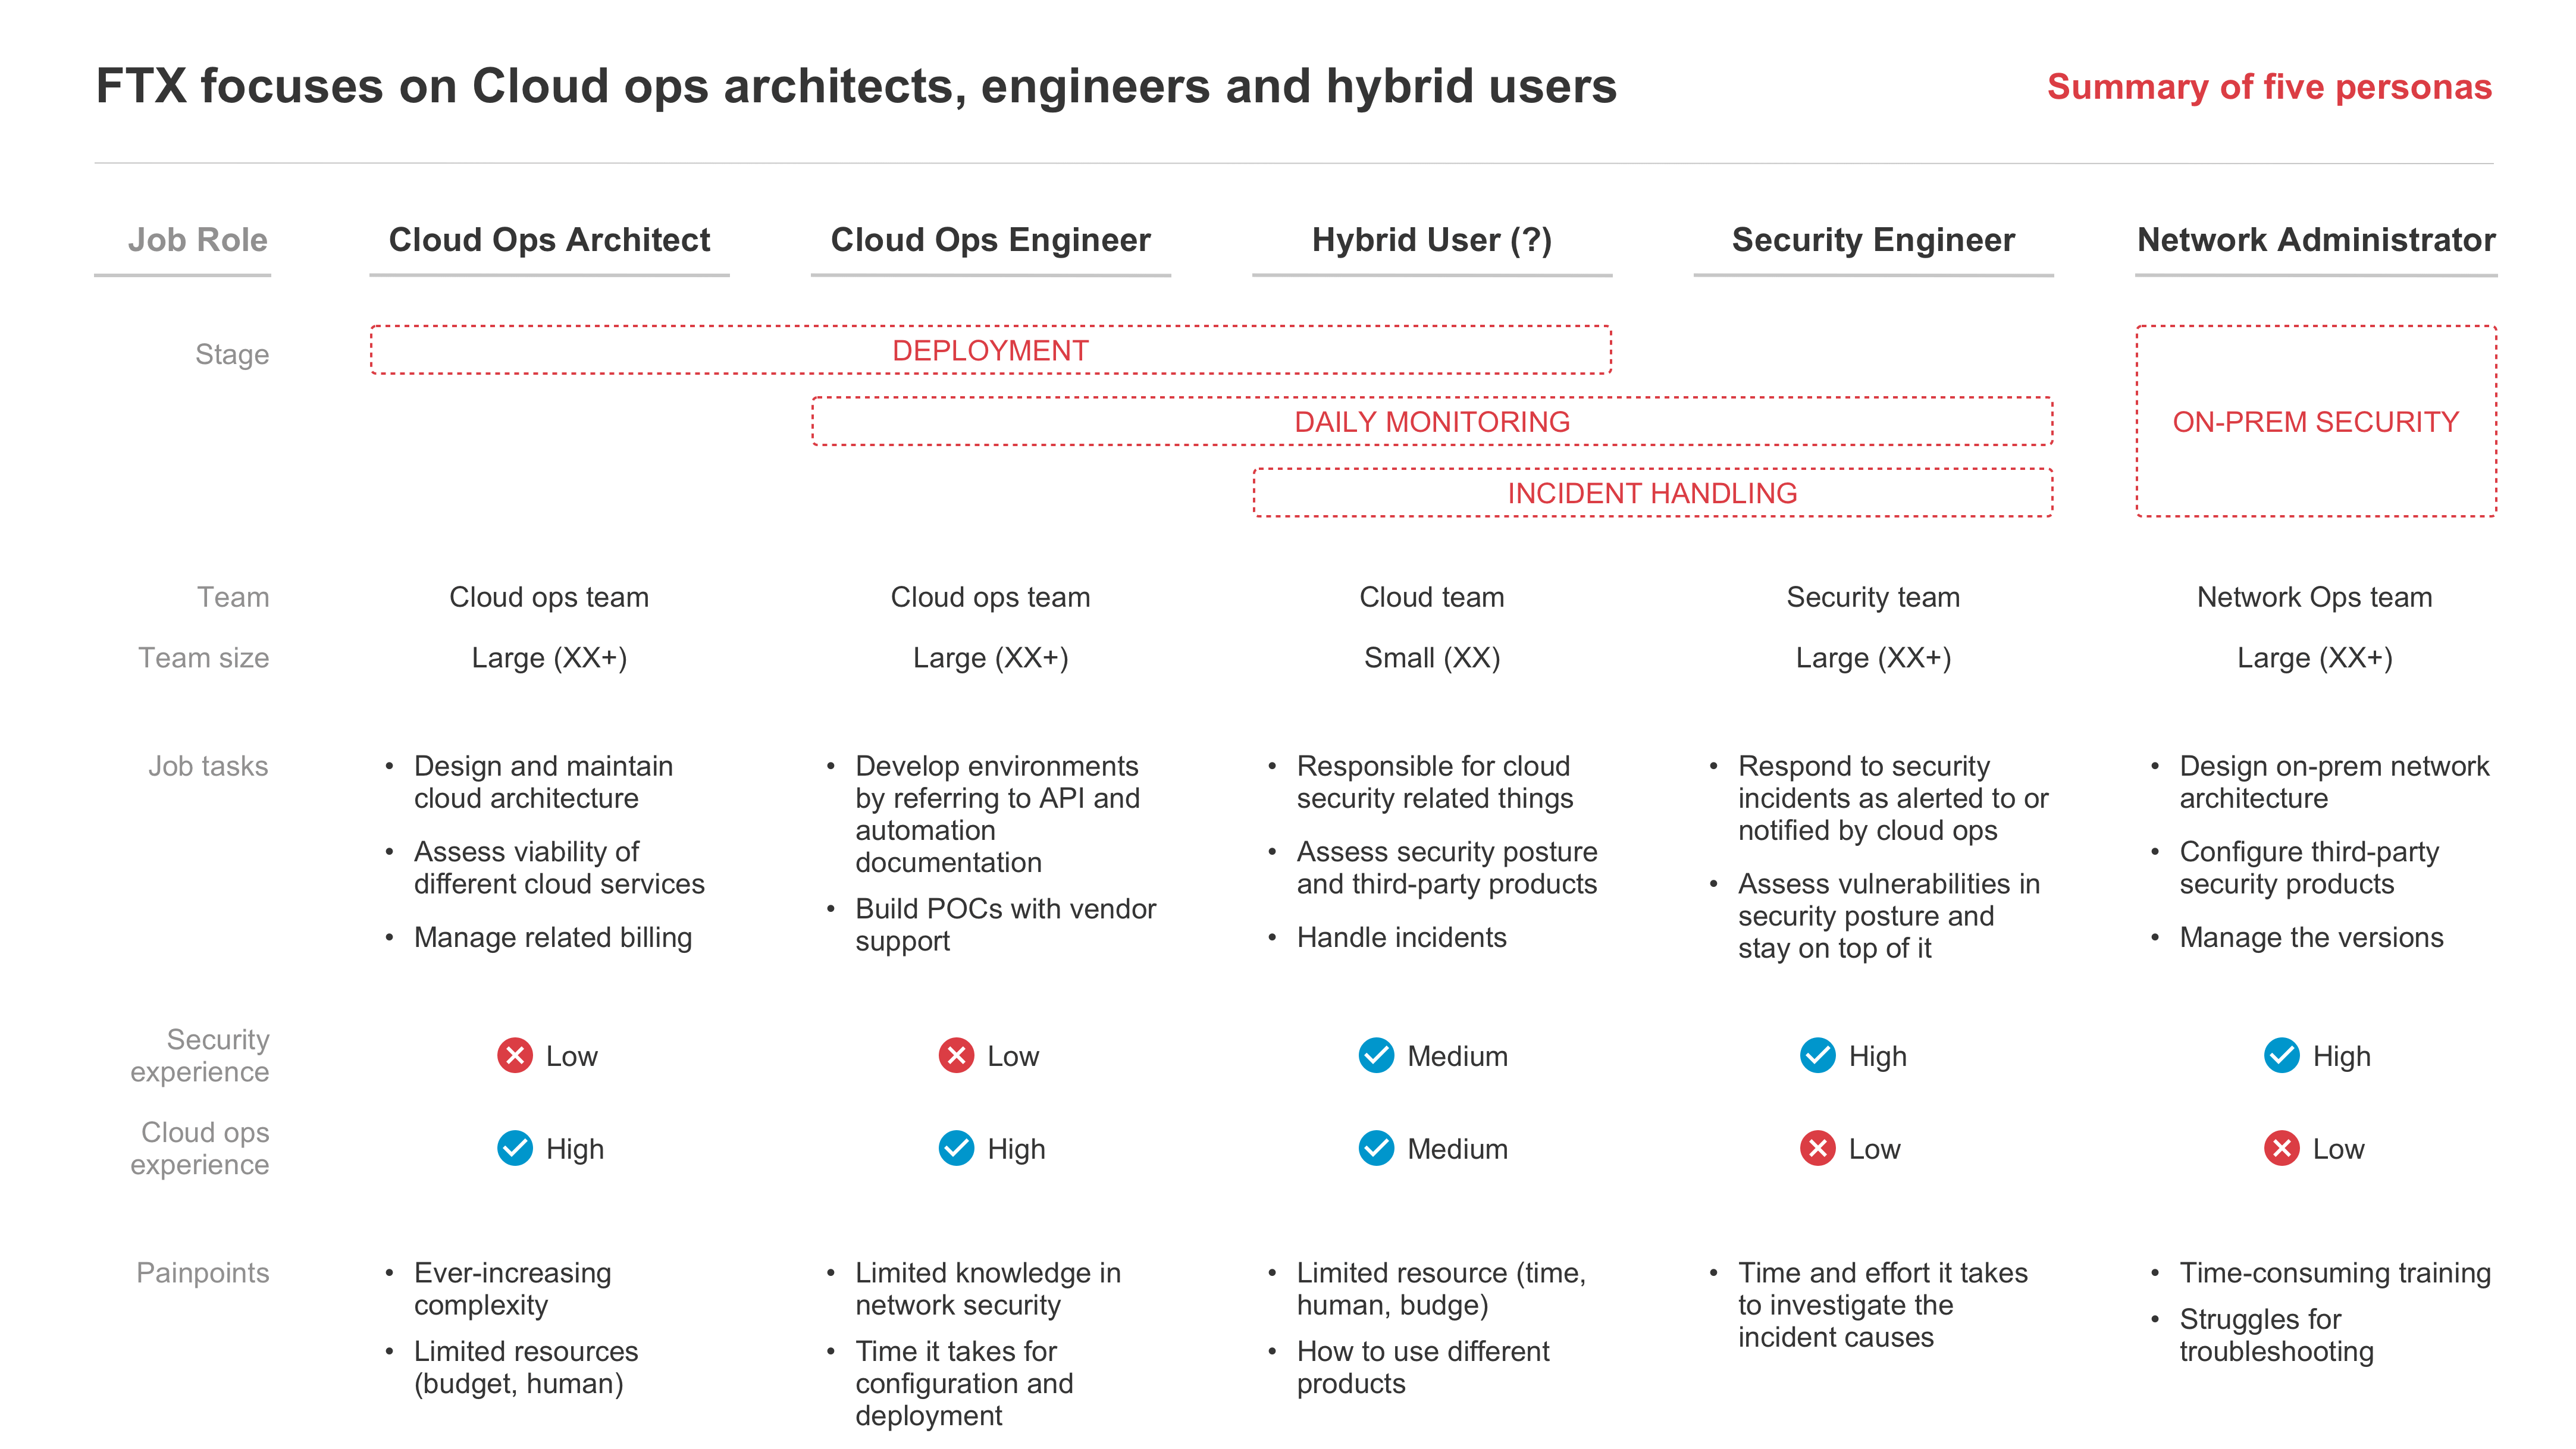 FTX focuses on Cloud ops architects, engineers and hybrid users
Summary of five personas
Job Role
Cloud Ops Architect
Cloud Ops Engineer
Hybrid User (?)
Security Engineer
Network Administrator
Stage
DEPLOYMENT
DAILY MONITORING
INCIDENT HANDLING
ON-PREM SECURITY
Team
Cloud ops team
Cloud ops team
Cloud team
Security team
Network Ops team
Team size
Large (XX+)
Large (XX+)
Small (XX)
Large (XX+)
Large (XX+)
Job tasks
• Design and maintain
cloud architecture
• Assess viability of
different cloud services
• Manage related billing
• Develop environments
by referring to API and
automation
documentation
• Build POCs with vendor
support
• Responsible for cloud
security related things
• Assess security posture
and third-party products
• Handle incidents
• Respond to security
incidents as alerted to or
notified by cloud ops
• Assess vulnerabilities in
security posture and
stay on top of it
• Design on-prem network
architecture
• Configure third-party
security products
• Manage the versions
Security
experience
Low
Low
Medium
High
High
Cloud ops
experience
High
High
Medium
Low
Low
Painpoints
• Ever-increasing
complexity
• Limited resources
(budget, human)
• Limited knowledge in
network security
• Time it takes for
configuration and
deployment
• Limited resource (time,
human, budge)
• How to use different
products
• Time and effort it takes
to investigate the
incident causes
• Time-consuming training
• Struggles for
troubleshooting